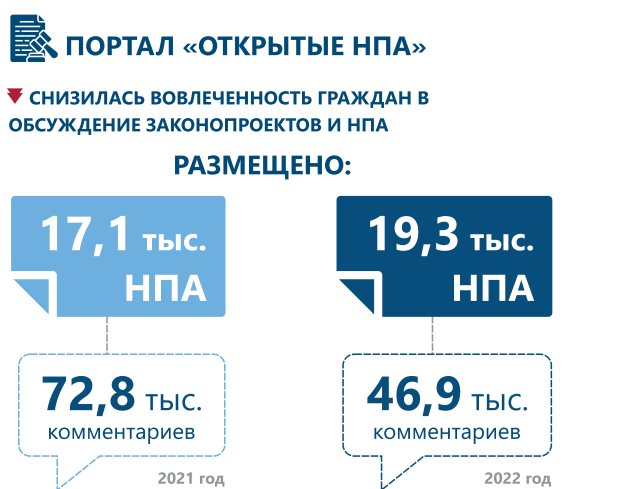 ПОРТАЛ «ОТКРЫТЫЕ НПА»
СНИЗИЛАСЬ ВОВЛЕЧЕННОСТЬ ГРАЖДАН В
ОБСУЖДЕНИЕ ЗАКОНОПРОЕКТОВ И НПА
РАЗМЕЩЕНО:
17,1 тыс.
НПА
72,8 тыс.
комментариев
2021 год
19,3 тыс.
НПА
46,9 тыс.
комментариев
2022 год